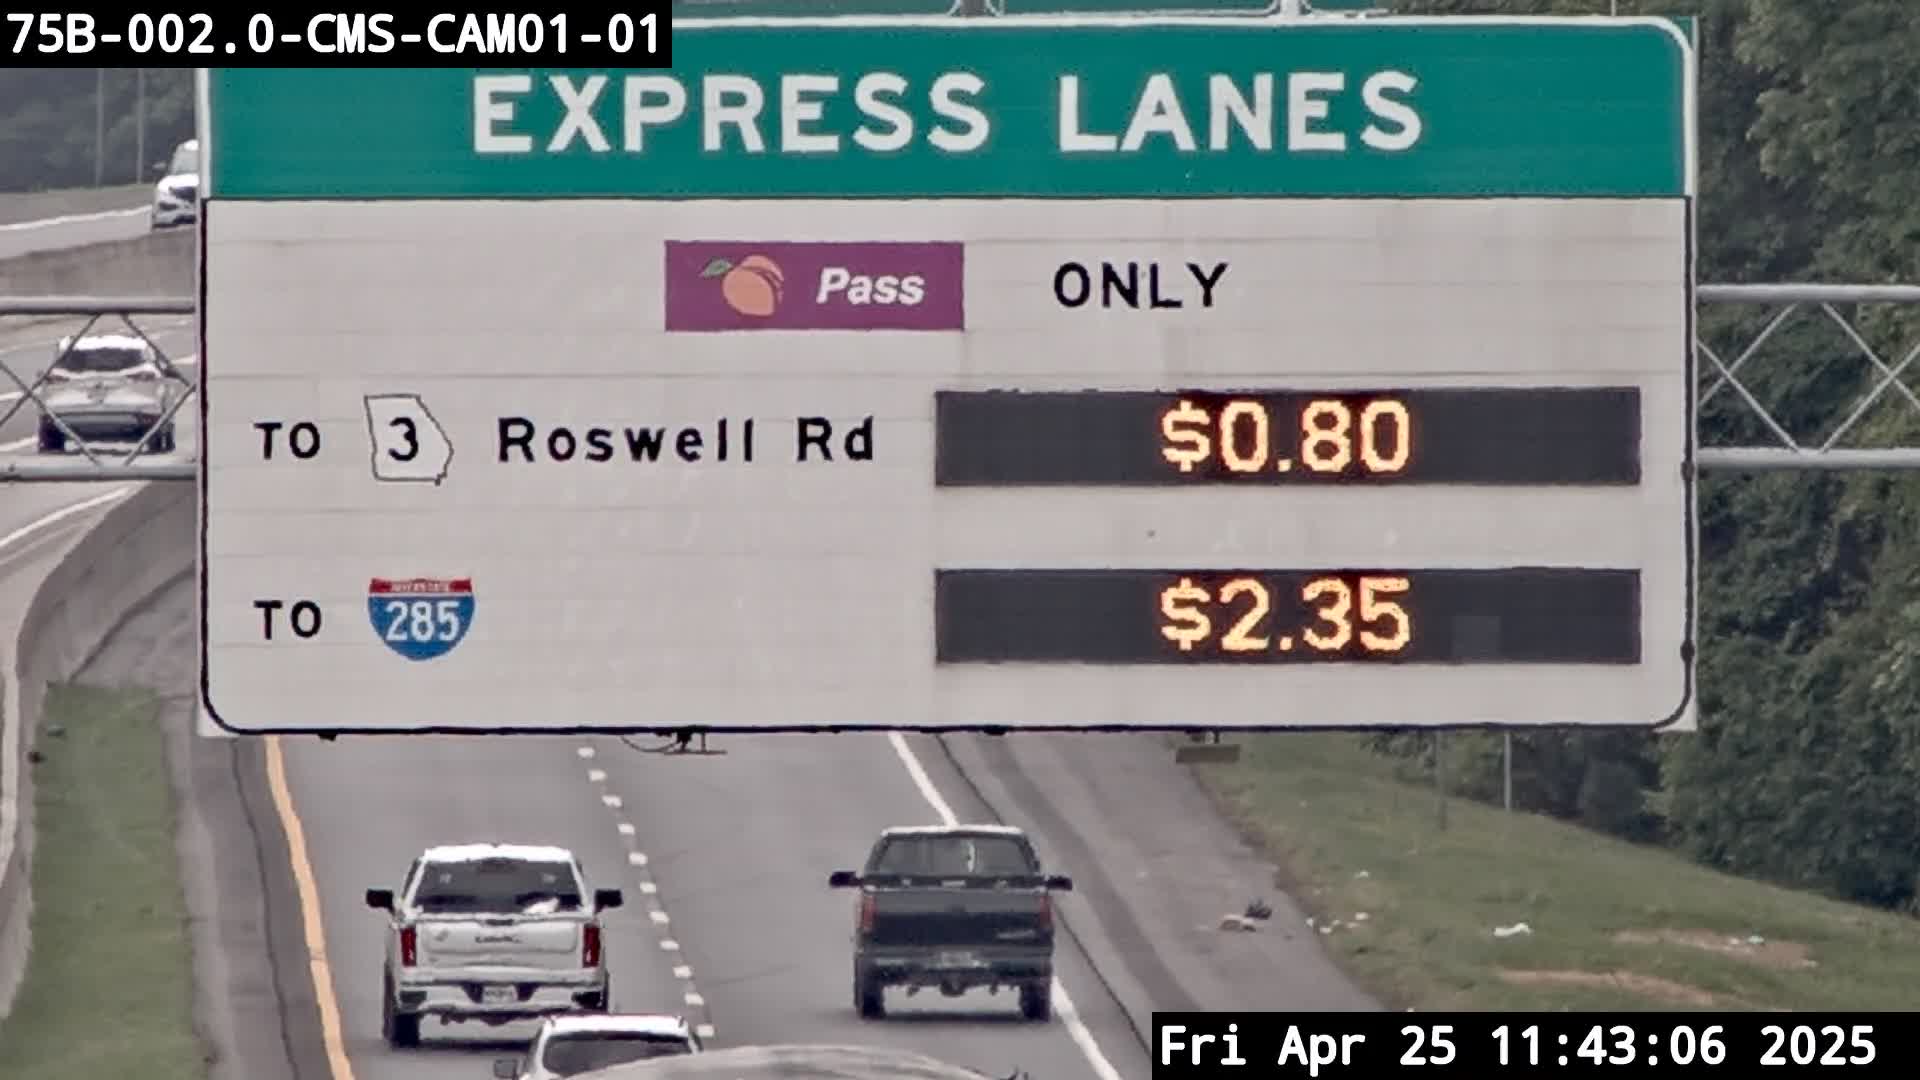 75B-002.0-CMS-CAM01-01
EXPRESS LANES
Pass ONLY
TO 3 Roswell Rd $0.80
TO 285 $2.35
Fri Apr 25 11:43:06 2025